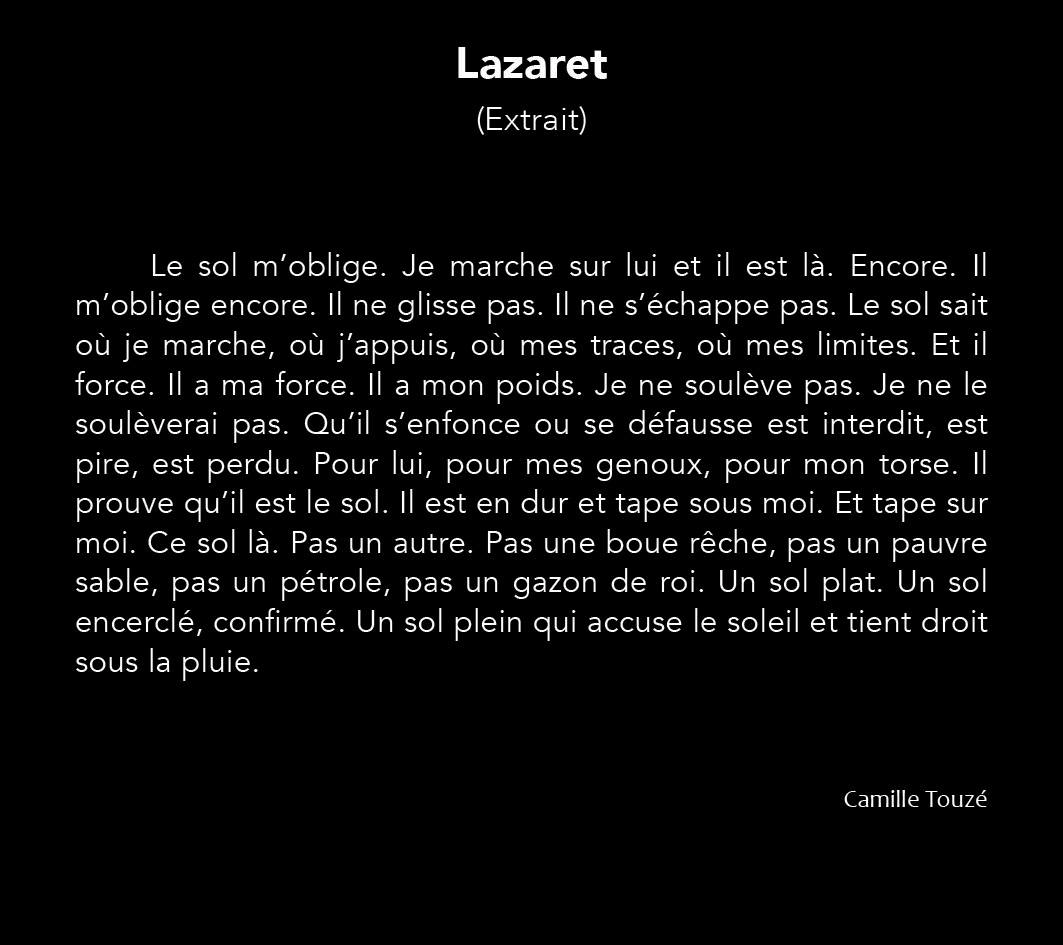 Lazaret
(Extrait)
Le sol m’oblige. Je marche sur lui et il est là. Encore. Il
m’oblige encore. Il ne glisse pas. Il ne s’échappe pas. Le sol sait
où je marche, où j’appuis, où mes traces, où mes limites. Et il
force. Il a ma force. Il a mon poids. Je ne soulève pas. Je ne le
soulèverai pas. Qu’il s’enfonce ou se défausse est interdit, est
pire, est perdu. Pour lui, pour mes genoux, pour mon torse. Il
prouve qu’il est le sol. Il est en dur et tape sous moi. Et tape sur
moi. Ce sol là. Pas un autre. Pas une boue rêche, pas un pauvre
sable, pas un pétrole, pas un gazon de roi. Un sol plat. Un sol
encerclé, confirmé. Un sol plein qui accuse le soleil et tient droit
sous la pluie.
Camille Touzé